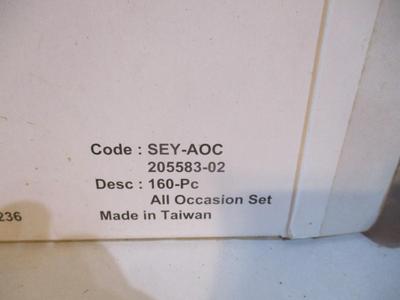 Code : SEY-AOC
205583-02
Desc : 160-Pc
All Occasion Set
236 Made in Taiwan